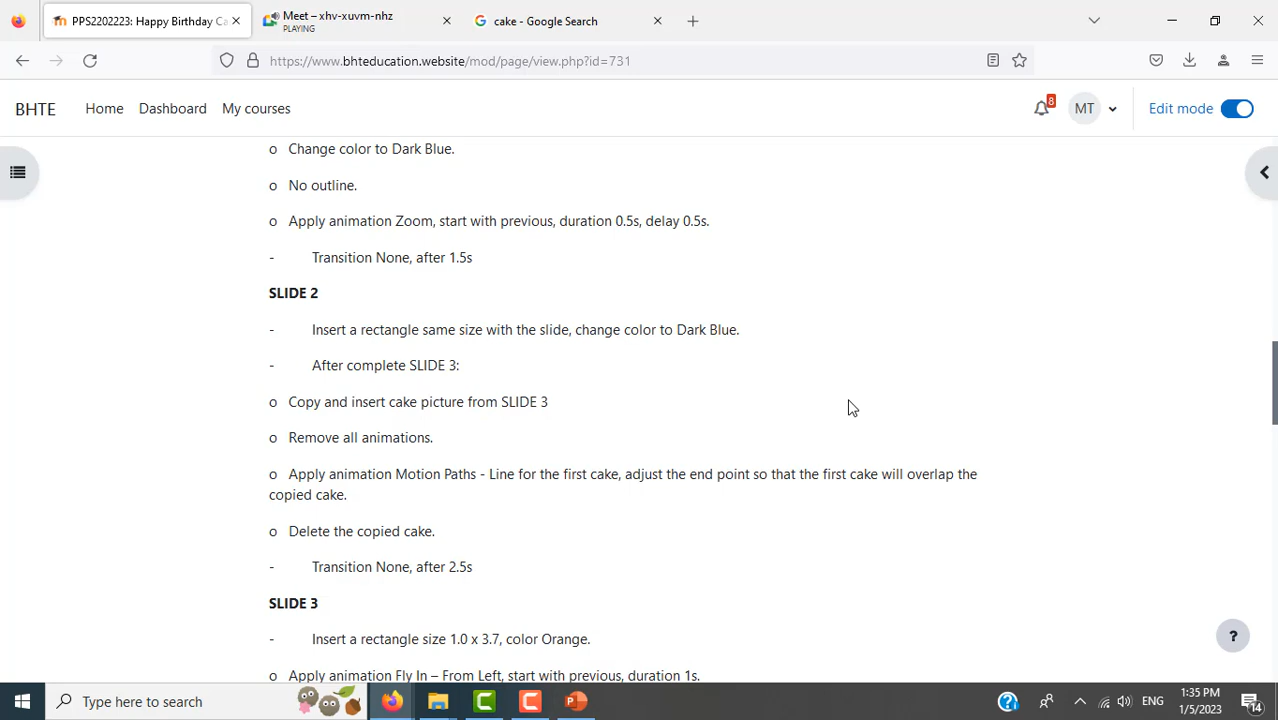 PPS2202223: Happy Birthday Ca
Meet – xhv-xuvm-nhz
PLAYING
cake - Google Search
https://www.bhteducation.website/mod/page/view.php?id=731
BHTE
Home
Dashboard
My courses
8
MT
Edit mode
o Change color to Dark Blue.
o No outline.
o Apply animation Zoom, start with previous, duration 0.5s, delay 0.5s.
- Transition None, after 1.5s
SLIDE 2
- Insert a rectangle same size with the slide, change color to Dark Blue.
- After complete SLIDE 3:
o Copy and insert cake picture from SLIDE 3
o Remove all animations.
o Apply animation Motion Paths - Line for the first cake, adjust the end point so that the first cake will overlap the
copied cake.
o Delete the copied cake.
- Transition None, after 2.5s
SLIDE 3
- Insert a rectangle size 1.0 x 3.7, color Orange.
o Apply animation Fly In – From Left, start with previous, duration 1s.
?
Type here to search
ENG
1:35 PM
1/5/2023
14